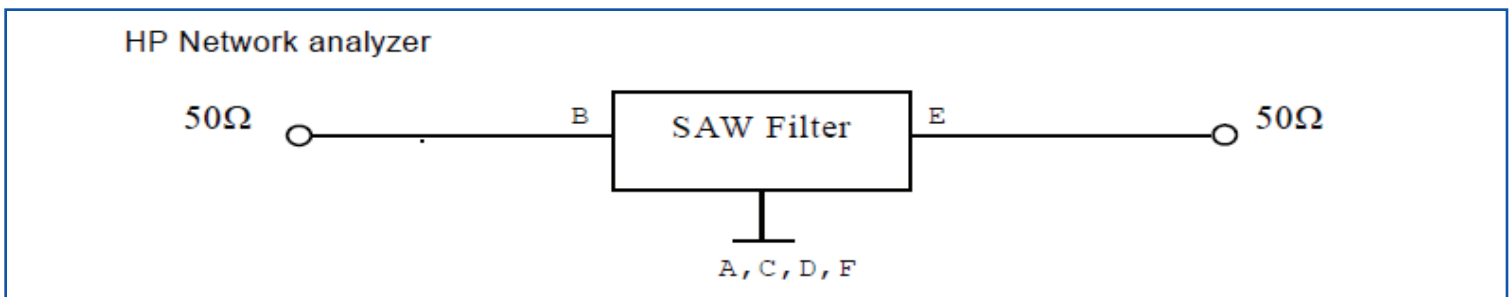 HP Network analyzer
50Ω B SAW Filter E 50Ω
A, C, D, F